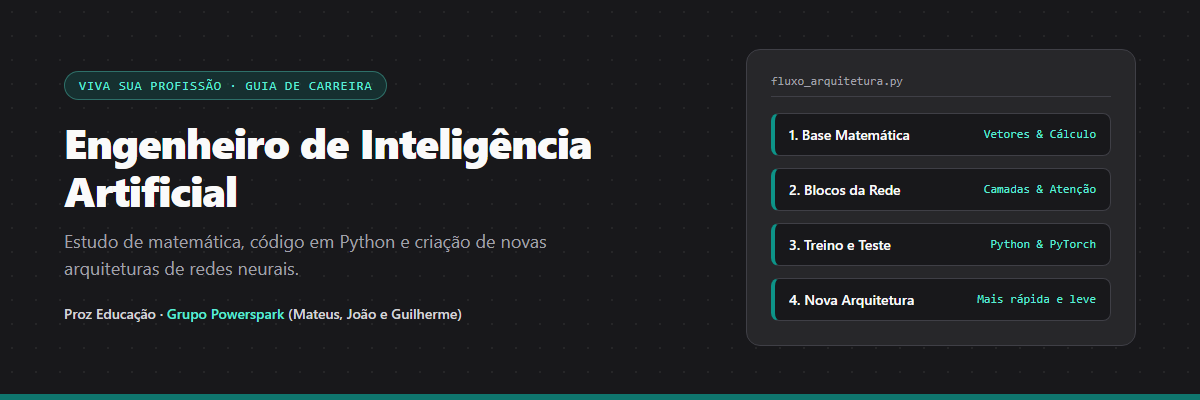 VIVA SUA PROFISSÃO · GUIA DE CARREIRA
Engenheiro de Inteligência
Artificial
Estudo de matemática, código em Python e criação de novas
arquiteturas de redes neurais.
Proz Educação · Grupo Powerspark (Mateus, João e Guilherme)
fluxo_arquitetura.py
1. Base Matemática Vetores & Cálculo
2. Blocos da Rede Camadas & Atenção
3. Treino e Teste Python & PyTorch
4. Nova Arquitetura Mais rápida e leve